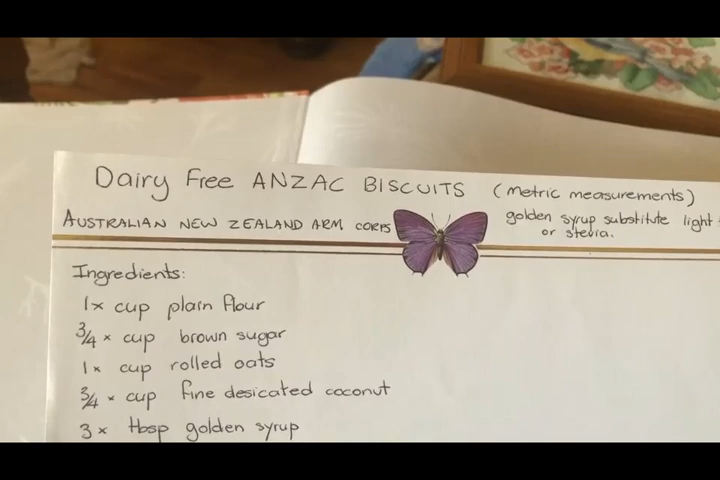 Dairy Free ANZAC BISCUITS (metric measurements)
AUSTRALIAN NEW ZEALAND ARM CORPS
golden syrup substitute light
or stevia.
Ingredients:
1x cup plain flour
3/4 x cup brown sugar
1x cup rolled oats
3/4 x cup fine desicated coconut
3 x tbsp golden syrup